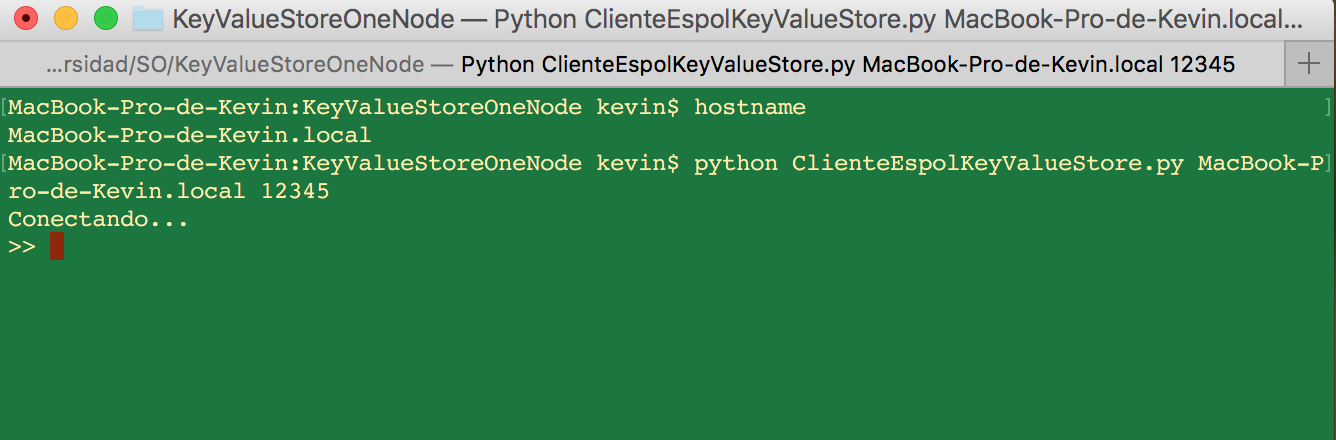 KeyValueStoreOneNode — Python ClienteEspolKeyValueStore.py MacBook-Pro-de-Kevin.local...
...rsidad/SO/KeyValueStoreOneNode — Python ClienteEspolKeyValueStore.py MacBook-Pro-de-Kevin.local 12345 +
[MacBook-Pro-de-Kevin:KeyValueStoreOneNode kevin$ hostname ]
MacBook-Pro-de-Kevin.local
[MacBook-Pro-de-Kevin:KeyValueStoreOneNode kevin$ python ClienteEspolKeyValueStore.py MacBook-P]
ro-de-Kevin.local 12345
Conectando...
>>